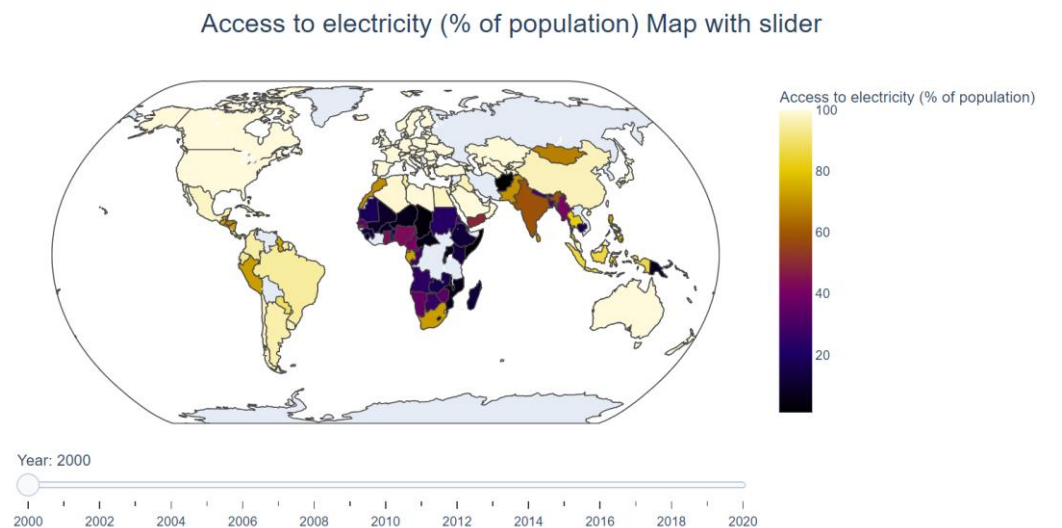 Access to electricity (% of population) Map with slider
Access to electricity (% of population)
100
80
60
40
20
Year: 2000
2000 2002 2004 2006 2008 2010 2012 2014 2016 2018 2020